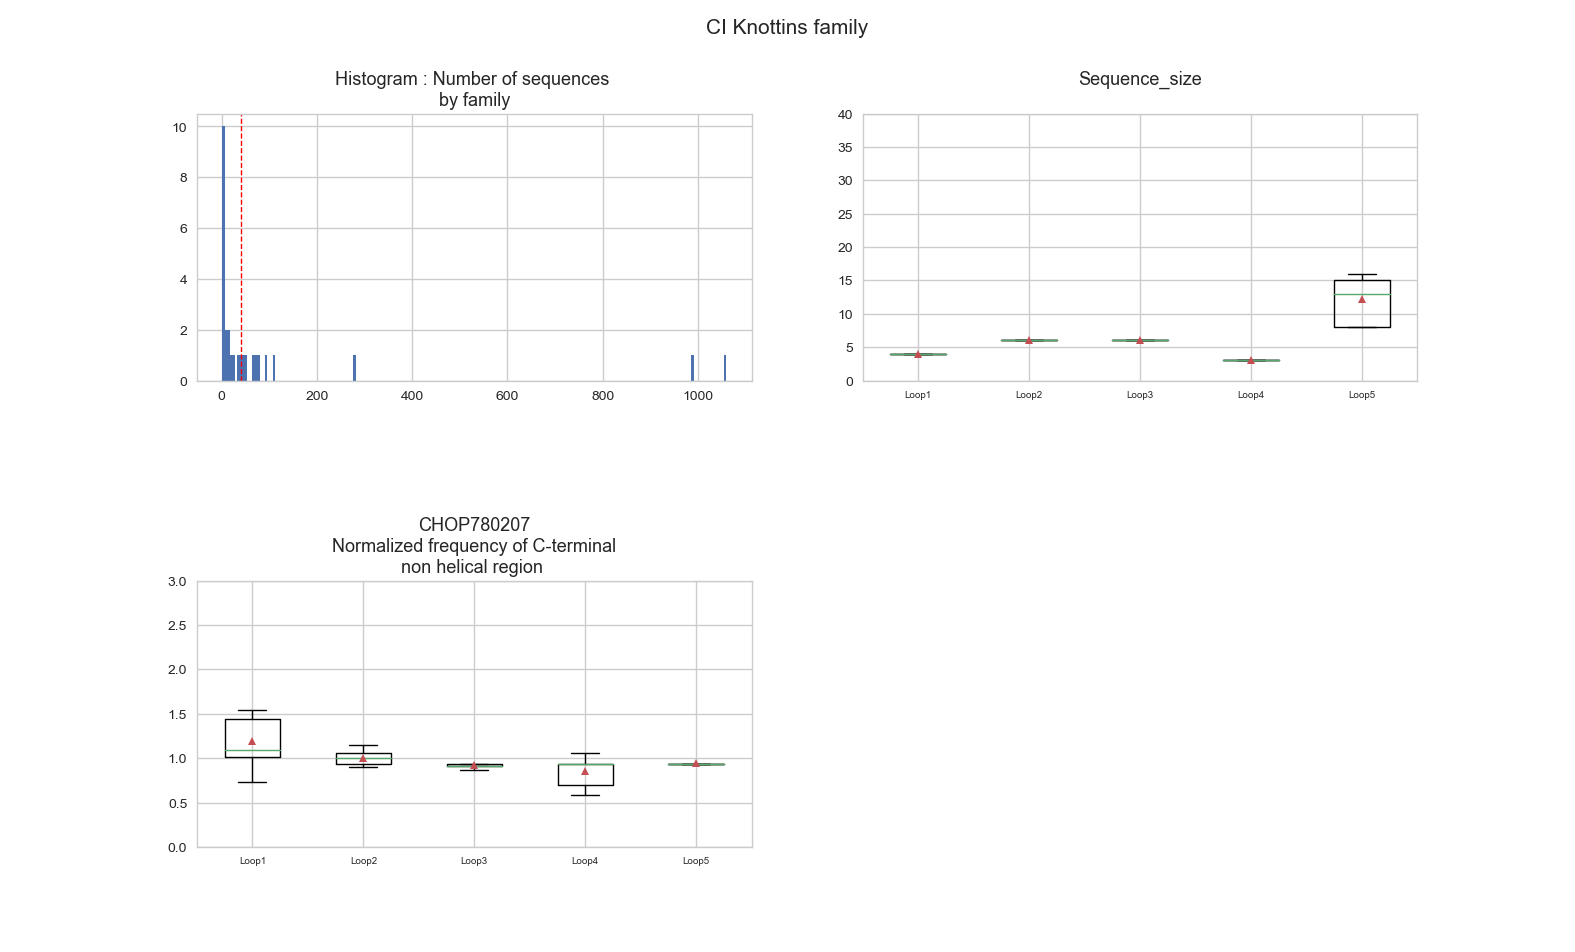 CI Knottins family
Histogram : Number of sequences
by family
10
8
6
4
2
0
0 200 400 600 800 1000
Sequence_size
40
35
30
25
20
15
10
5
0
Loop1 Loop2 Loop3 Loop4 Loop5
CHOP780207
Normalized frequency of C-terminal
non helical region
3.0
2.5
2.0
1.5
1.0
0.5
0.0
Loop1 Loop2 Loop3 Loop4 Loop5